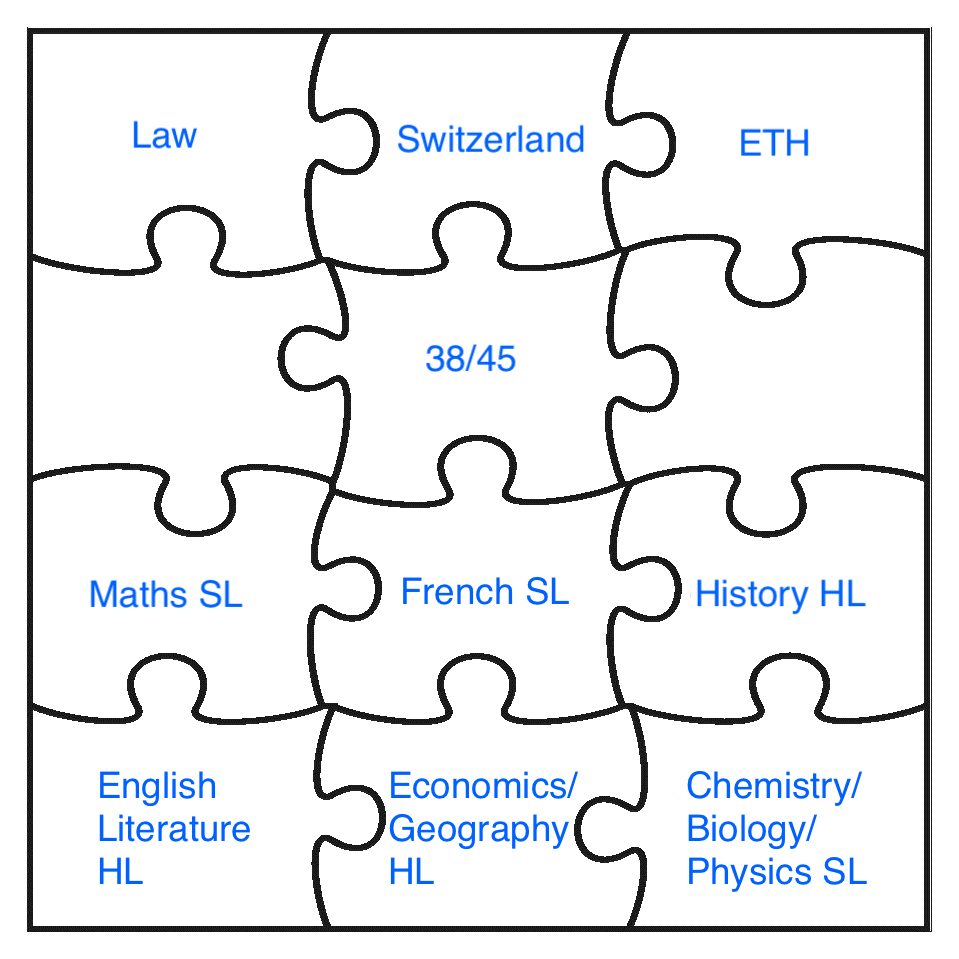 Law
Switzerland
ETH
38/45
Maths SL
French SL
History HL
English
Literature
HL
Economics/
Geography
HL
Chemistry/
Biology/
Physics SL